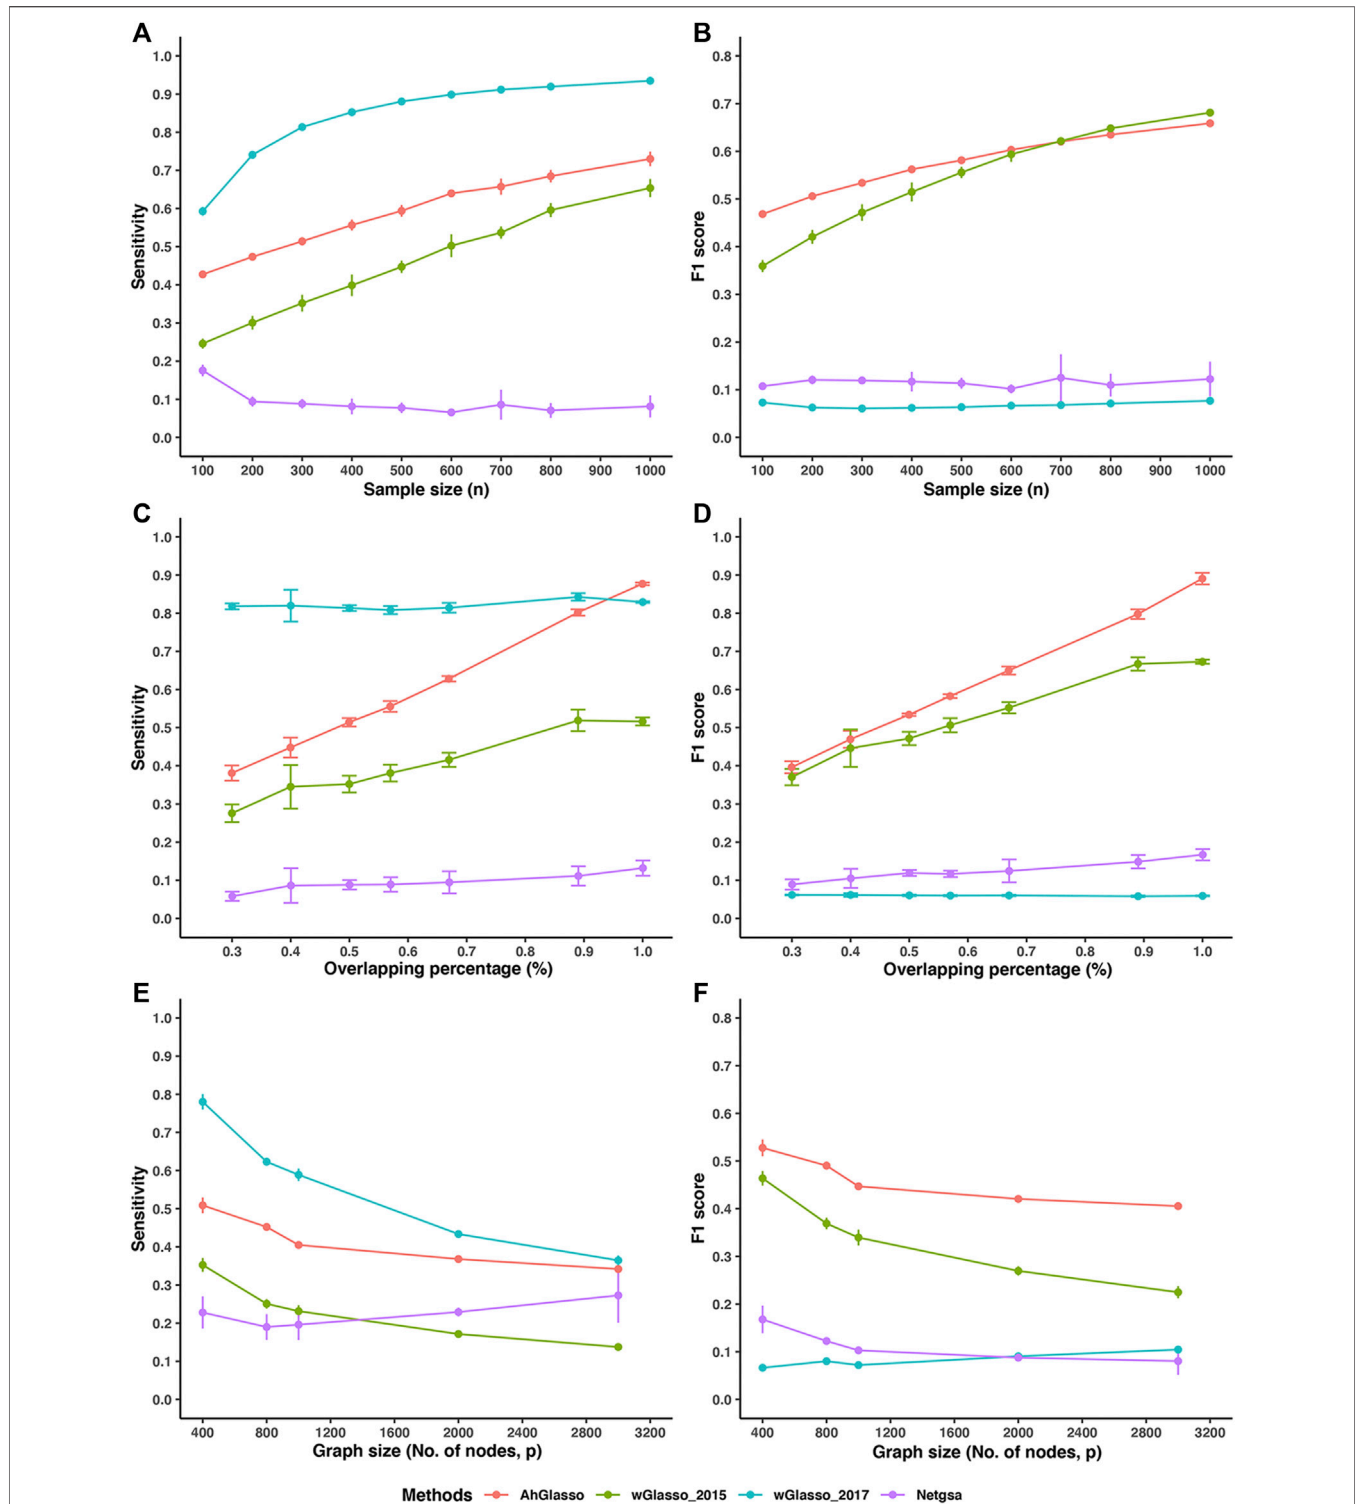 A
B
Sensitivity
1.0
0.9
0.8
0.7
0.6
0.5
0.4
0.3
0.2
0.1
0.0
100 200 300 400 500 600 700 800 900 1000
Sample size (n)
F1 score
0.8
0.7
0.6
0.5
0.4
0.3
0.2
0.1
0.0
100 200 300 400 500 600 700 800 900 1000
Sample size (n)
C
D
Sensitivity
1.0
0.9
0.8
0.7
0.6
0.5
0.4
0.3
0.2
0.1
0.0
0.3 0.4 0.5 0.6 0.7 0.8 0.9 1.0
Overlapping percentage (%)
F1 score
1.0
0.9
0.8
0.7
0.6
0.5
0.4
0.3
0.2
0.1
0.0
0.3 0.4 0.5 0.6 0.7 0.8 0.9 1.0
Overlapping percentage (%)
E
F
Sensitivity
1.0
0.9
0.8
0.7
0.6
0.5
0.4
0.3
0.2
0.1
0.0
400 800 1200 1600 2000 2400 2800 3200
Graph size (No. of nodes, p)
F1 score
0.8
0.7
0.6
0.5
0.4
0.3
0.2
0.1
0.0
400 800 1200 1600 2000 2400 2800 3200
Graph size (No. of nodes, p)
Methods AhGlasso wGlasso_2015 wGlasso_2017 Netgsa